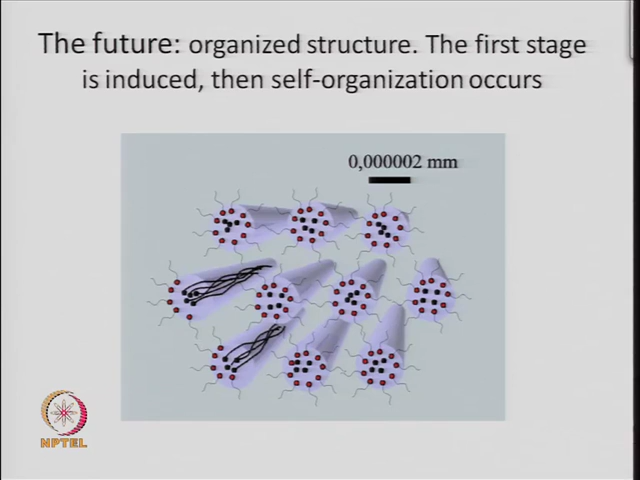 The future: organized structure. The first stage
is induced, then self-organization occurs
0,000002 mm
NPTEL